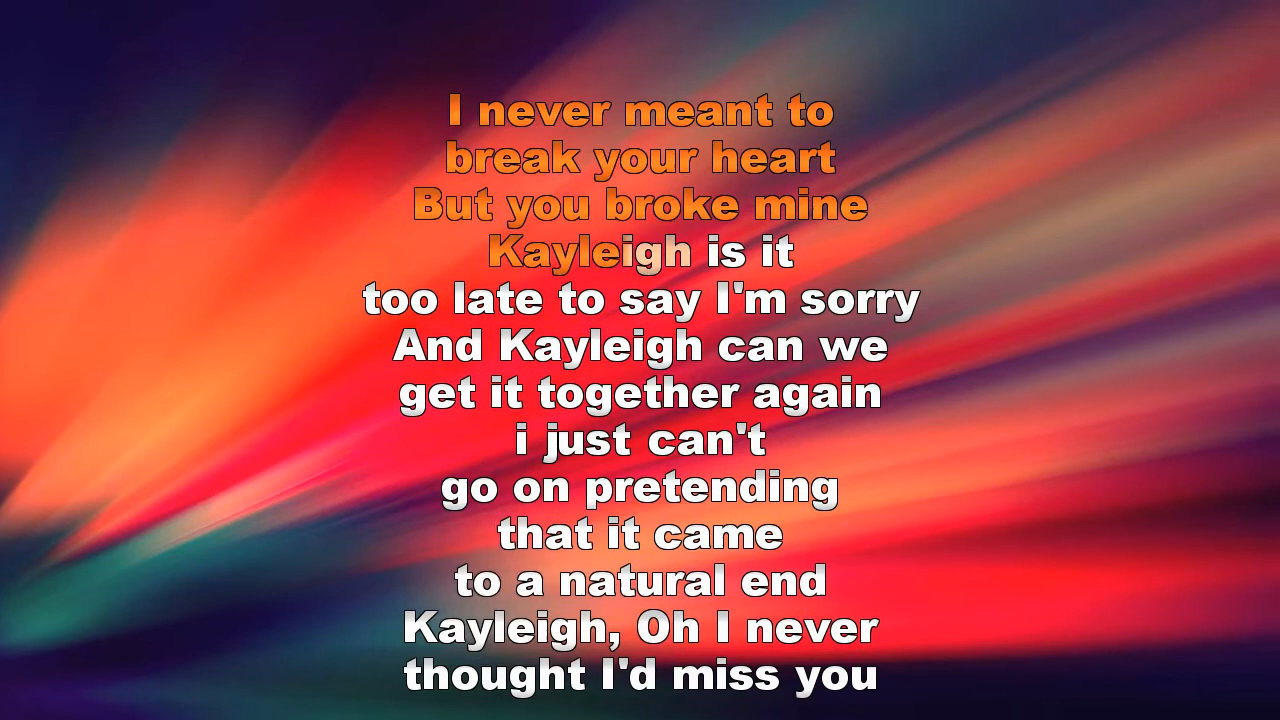 I never meant to
break your heart
But you broke mine
Kayleigh is it
too late to say I'm sorry
And Kayleigh can we
get it together again
i just can't
go on pretending
that it came
to a natural end
Kayleigh, Oh I never
thought I'd miss you